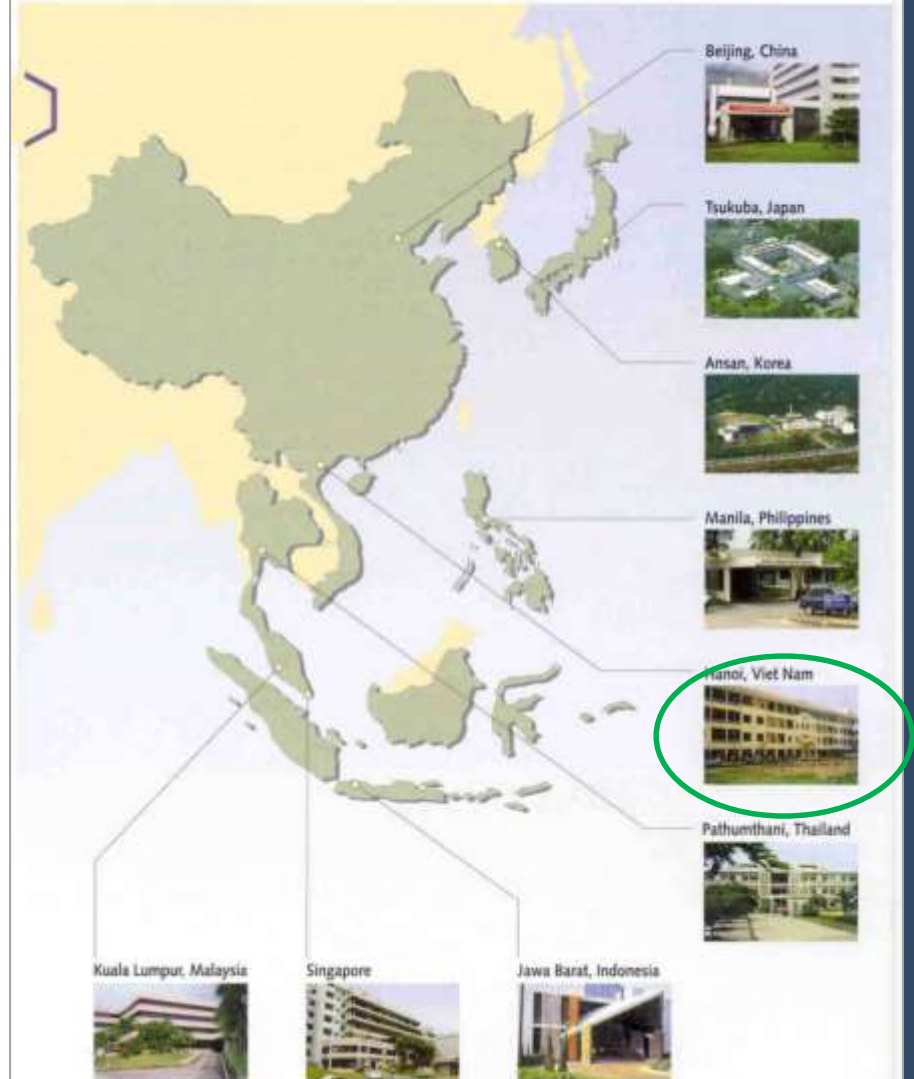 Beijing, China
Tsukuba, Japan
Ansan, Korea
Manila, Philippines
Hanoi, Viet Nam
Pathumthani, Thailand
Kuala Lumpur, Malaysia
Singapore
Jawa Barat, Indonesia